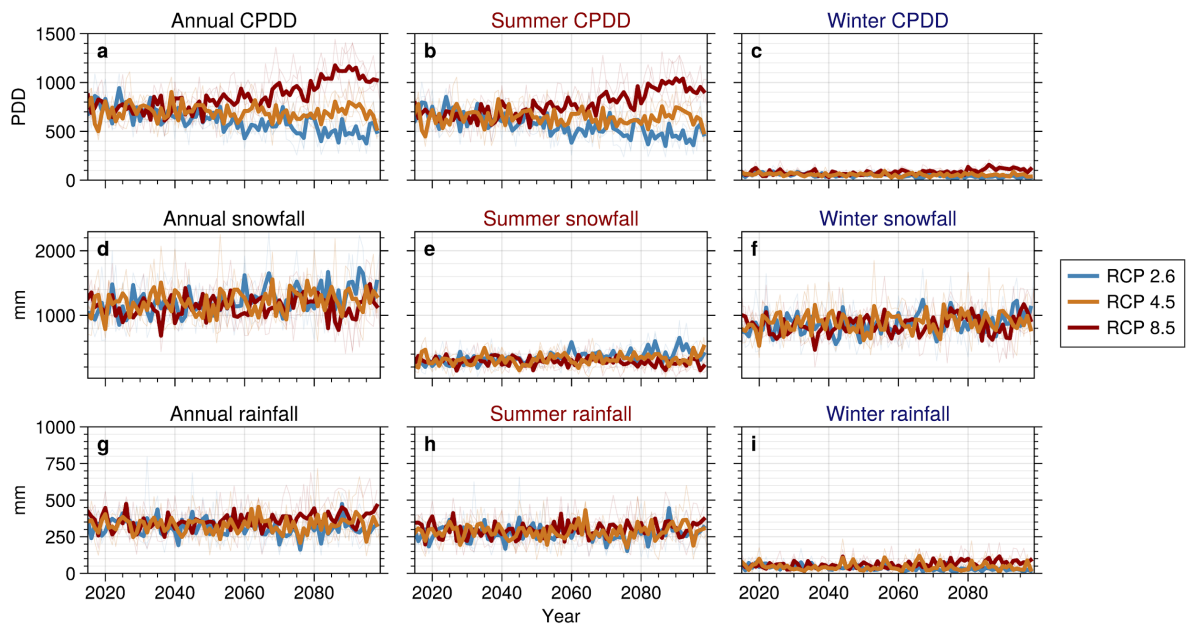 Annual CPDD
Summer CPDD
Winter CPDD
1500
1000
500
0
PDD
a
b
c
Annual snowfall
Summer snowfall
Winter snowfall
2000
1000
mm
d
e
f
RCP 2.6
RCP 4.5
RCP 8.5
Annual rainfall
Summer rainfall
Winter rainfall
1000
750
500
250
0
mm
g
h
i
2020 2040 2060 2080
2020 2040 2060 2080
2020 2040 2060 2080
Year